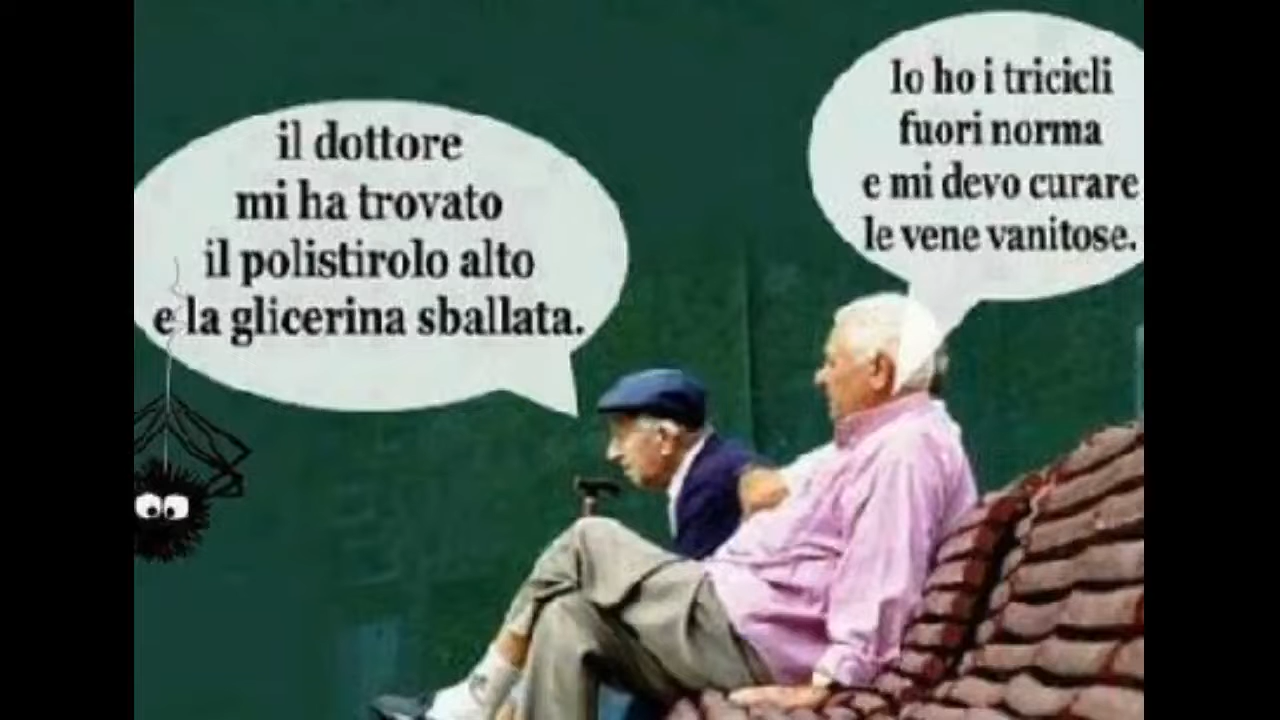 il dottore
mi ha trovato
il polistirolo alto
e la glicerina sballata.
Io ho i tricicli
fuori norma
e mi devo curare
le vene vanitose.